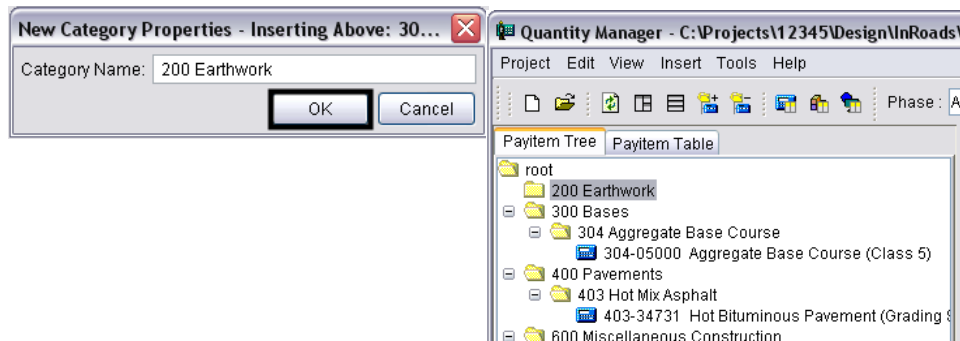 New Category Properties - Inserting Above: 30...
Category Name: 200 Earthwork
OK Cancel
Quantity Manager - C:\Projects\12345\Design\InRoads\
Project Edit View Insert Tools Help
Phase: A
Payitem Tree Payitem Table
root
200 Earthwork
300 Bases
304 Aggregate Base Course
304-05000 Aggregate Base Course (Class 5)
400 Pavements
403 Hot Mix Asphalt
403-34731 Hot Bituminous Pavement (Grading
600 Miscellaneous Construction